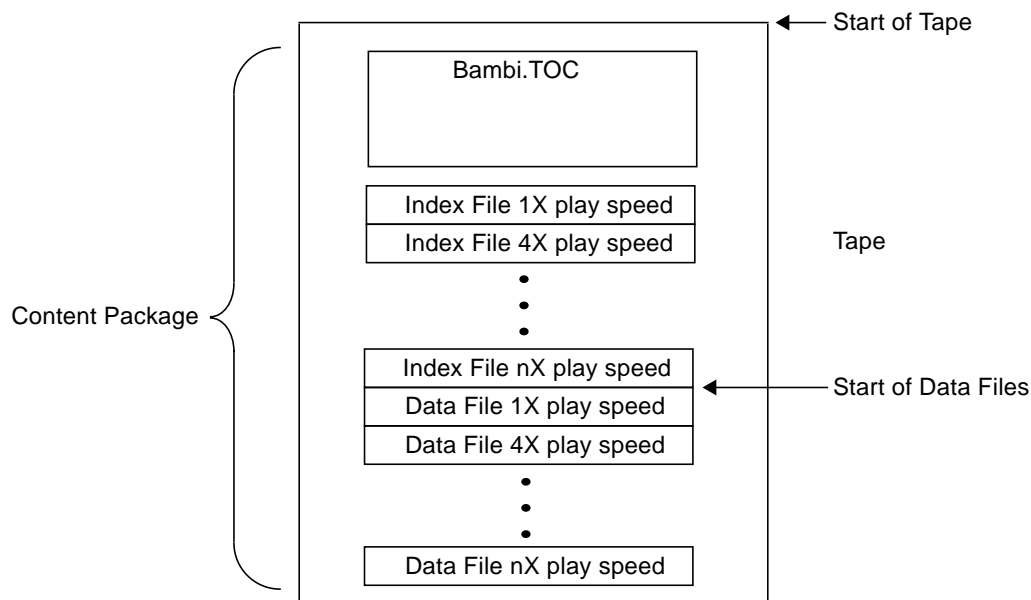 Start of Tape
Bambi.TOC
Index File 1X play speed
Index File 4X play speed
Tape
Content Package
Index File nX play speed
Start of Data Files
Data File 1X play speed
Data File 4X play speed
Data File nX play speed